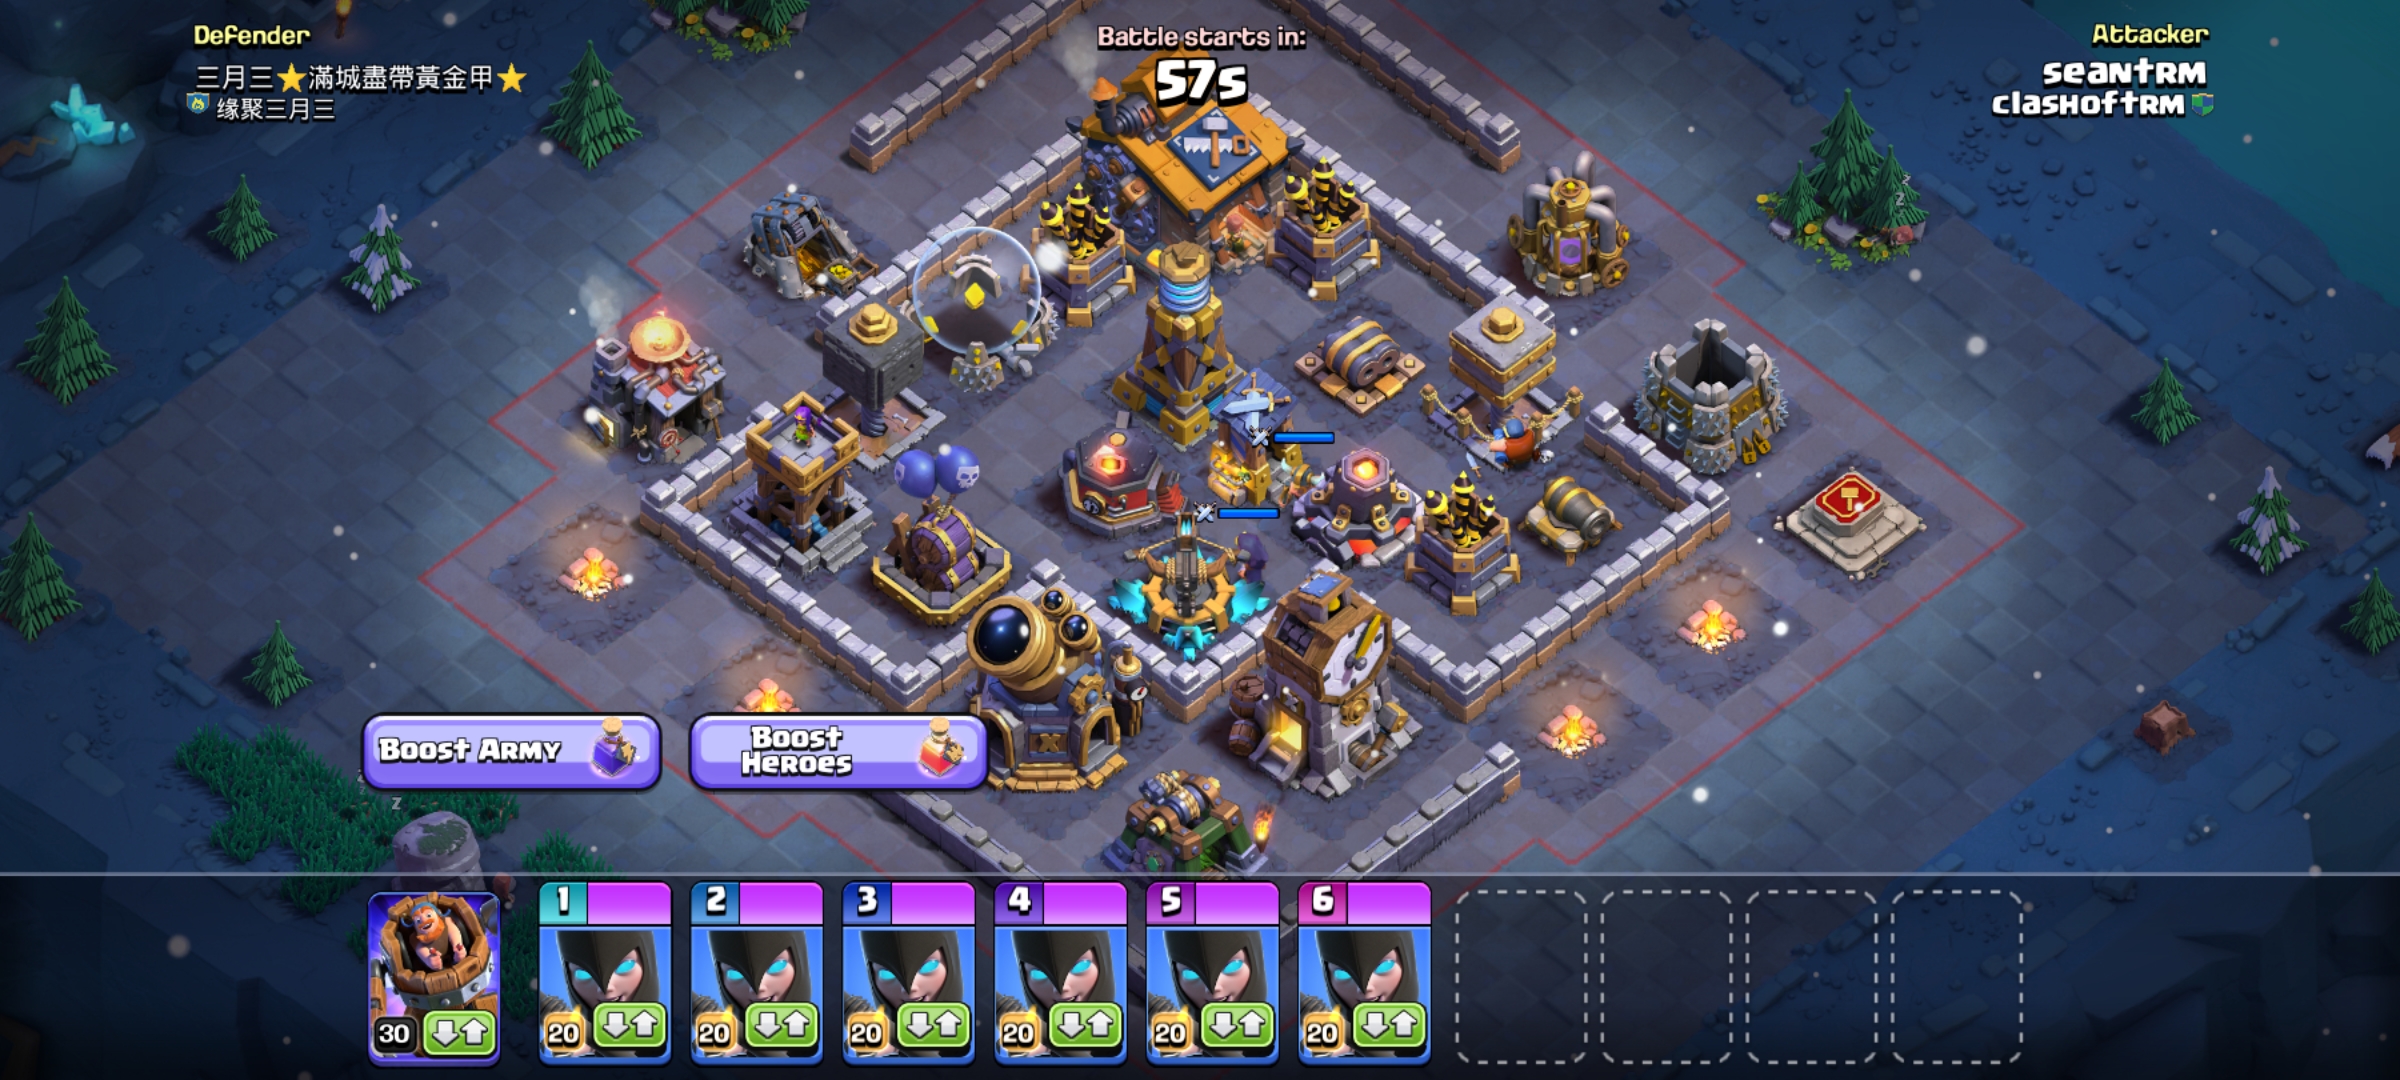 Defender
三月三⭐滿城盡帶黃金甲⭐
缘聚三月三
Battle starts in:
57s
Attacker
seantRM
clashoftRM
z
z
Boost Army
Boost
Heroes
z
z
30
1
20
2
20
3
20
4
20
5
20
6
20